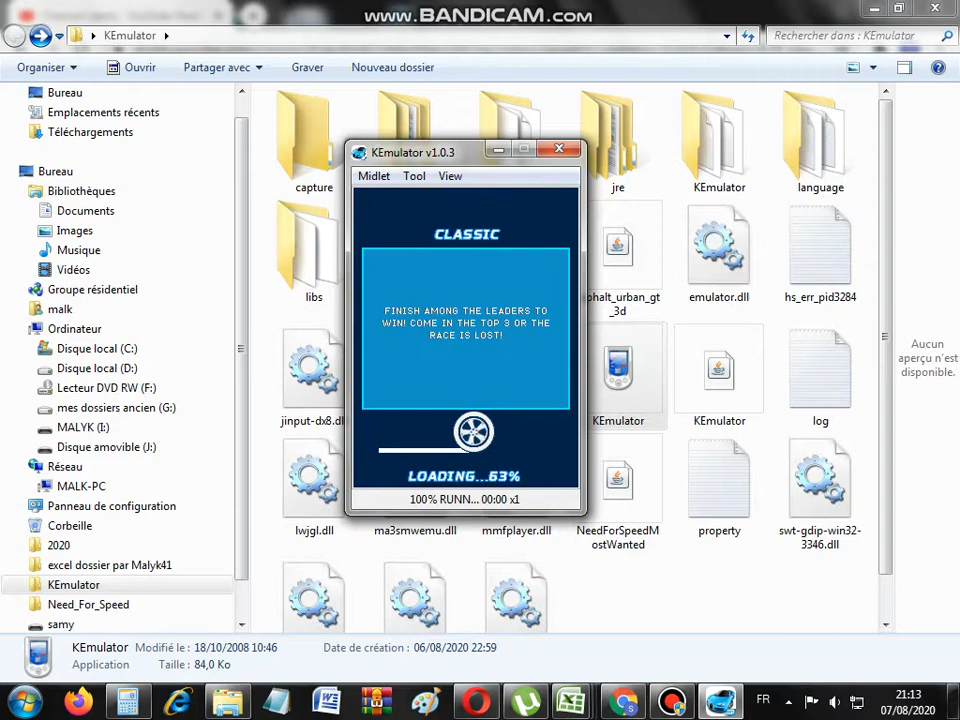 www.BANDICAM.com
KEmulator
Rechercher dans : KEmulator
Organiser
Ouvrir
Partager avec
Graver
Nouveau dossier
Bureau
Emplacements récents
Téléchargements
Bureau
Bibliothèques
Documents
Images
Musique
Vidéos
Groupe résidentiel
malk
Ordinateur
Disque local (C:)
Disque local (D:)
Lecteur DVD RW (F:)
mes dossiers ancien (G:)
MALYK (I:)
Disque amovible (J:)
Réseau
MALK-PC
Panneau de configuration
Corbeille
2020
excel dossier par Malyk41
KEmulator
Need_For_Speed
samy
capture
jre
KEmulator
language
libs
phalt_urban_gt
_3d
emulator.dll
hs_err_pid3284
jinput-dx8.dl
KEmulator
KEmulator
log
lwjgl.dll
ma3smwemu.dll
mmfplayer.dll
NeedForSpeedM
ostWanted
property
swt-gdip-win32-
3346.dll
KEmulator v1.0.3
Midlet
Tool
View
CLASSIC
FINISH AMONG THE LEADERS TO
WIN! COME IN THE TOP 3 OR THE
RACE IS LOST!
LOADING...63%
100% RUNN... 00:00 x1
Aucun
aperçu n'est
disponible.
KEmulator
Modifié le : 18/10/2008 10:46
Date de création : 06/08/2020 22:59
Application
Taille : 84,0 Ko
FR
21:13
07/08/2020